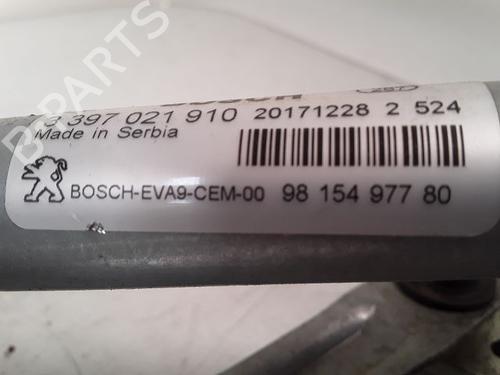 BOSCH
3 397 021 910 20171228 2 524
Made in Serbia
BOSCH-EVA9-CEM-00 98 154 977 80
B-PARTS